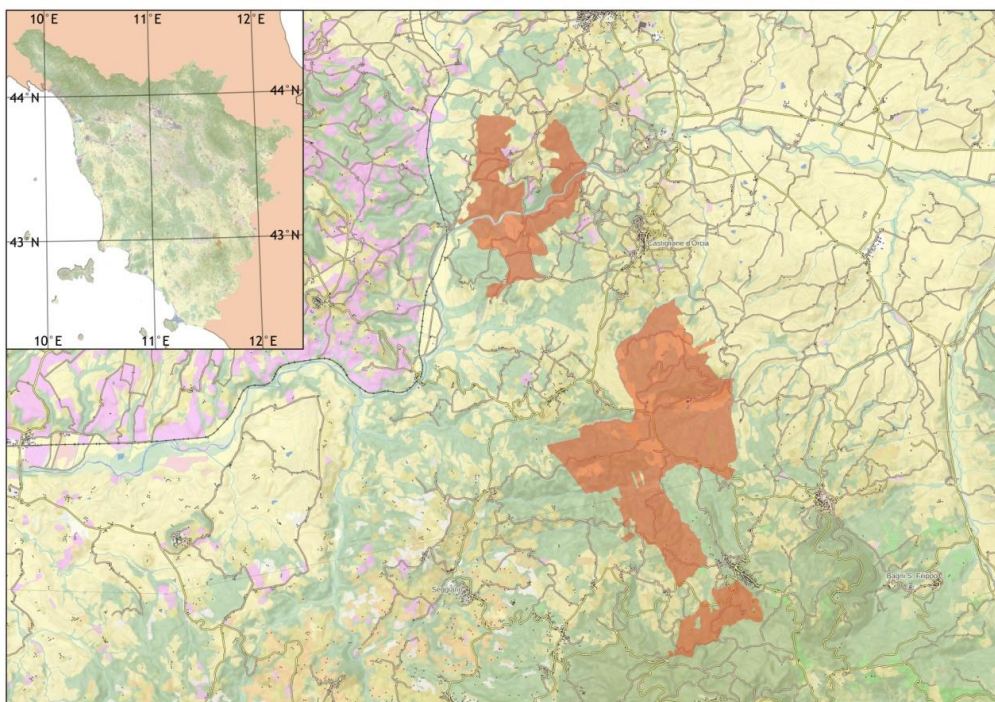 10°E 11°E 12°E
44°N 44°N
43°N 43°N
10°E 11°E 12°E
Castiglione d'Orcia
Seggiano
Bagni S. Filippo